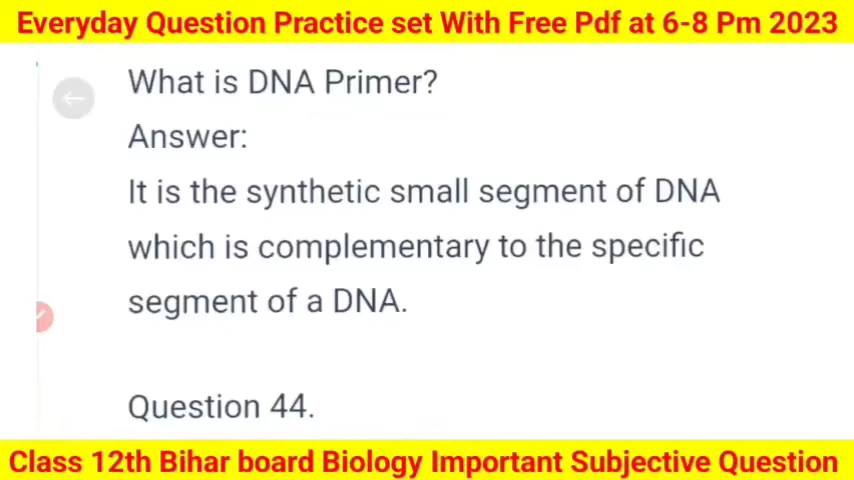 Everyday Question Practice set With Free Pdf at 6-8 Pm 2023
What is DNA Primer?
Answer:
It is the synthetic small segment of DNA
which is complementary to the specific
segment of a DNA.
Question 44.
Class 12th Bihar board Biology Important Subjective Question